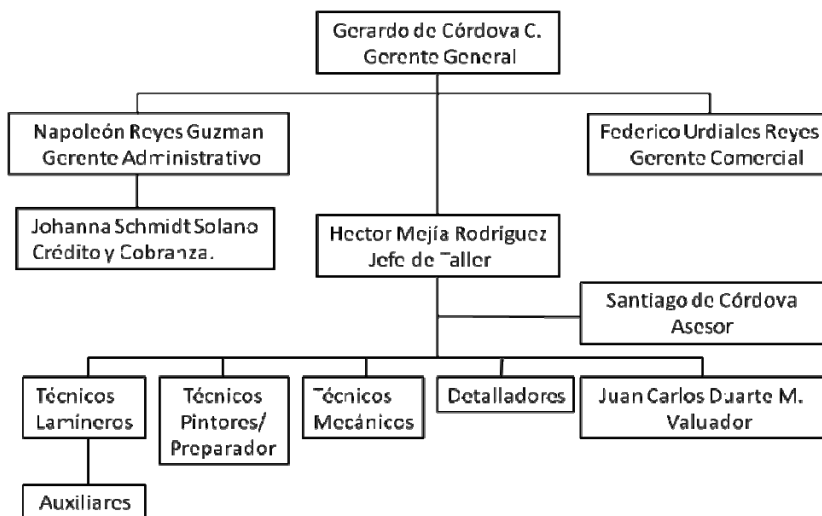 Gerardo de Córdova C.
Gerente General
Napoleón Reyes Guzman
Gerente Administrativo
Federico Urdiales Reyes
Gerente Comercial
Johanna Schmidt Solano
Crédito y Cobranza.
Hector Mejía Rodríguez
Jefe de Taller
Santiago de Córdova
Asesor
Técnicos
Lamineros
Técnicos
Pintores/
Preparador
Técnicos
Mecánicos
Detalladores
Juan Carlos Duarte M.
Valuador
Auxiliares